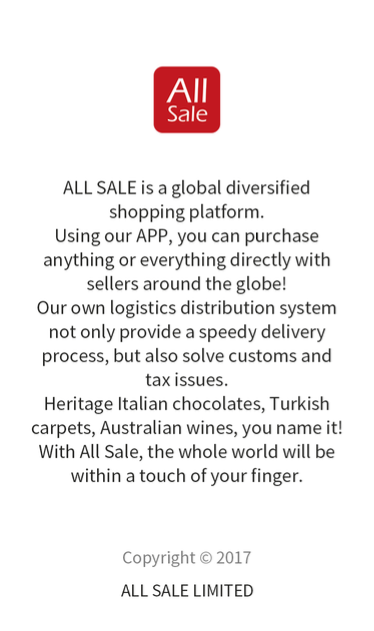 All
Sale
ALL SALE is a global diversified
shopping platform.
Using our APP, you can purchase
anything or everything directly with
sellers around the globe!
Our own logistics distribution system
not only provide a speedy delivery
process, but also solve customs and
tax issues.
Heritage Italian chocolates, Turkish
carpets, Australian wines, you name it!
With All Sale, the whole world will be
within a touch of your finger.
Copyright © 2017
ALL SALE LIMITED